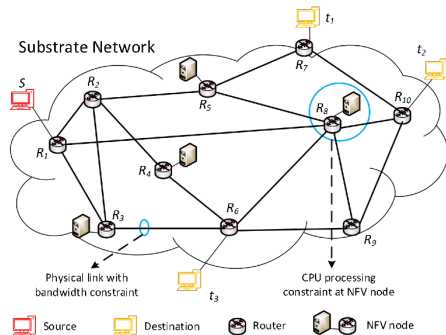 t1
Substrate Network
R7
t2
S
R2
R5
R8
R10
R1
R4
R3
R6
R9
Physical link with
bandwidth constraint
t3
CPU processing
constraint at NFV node
Source
Destination
Router
NFV node